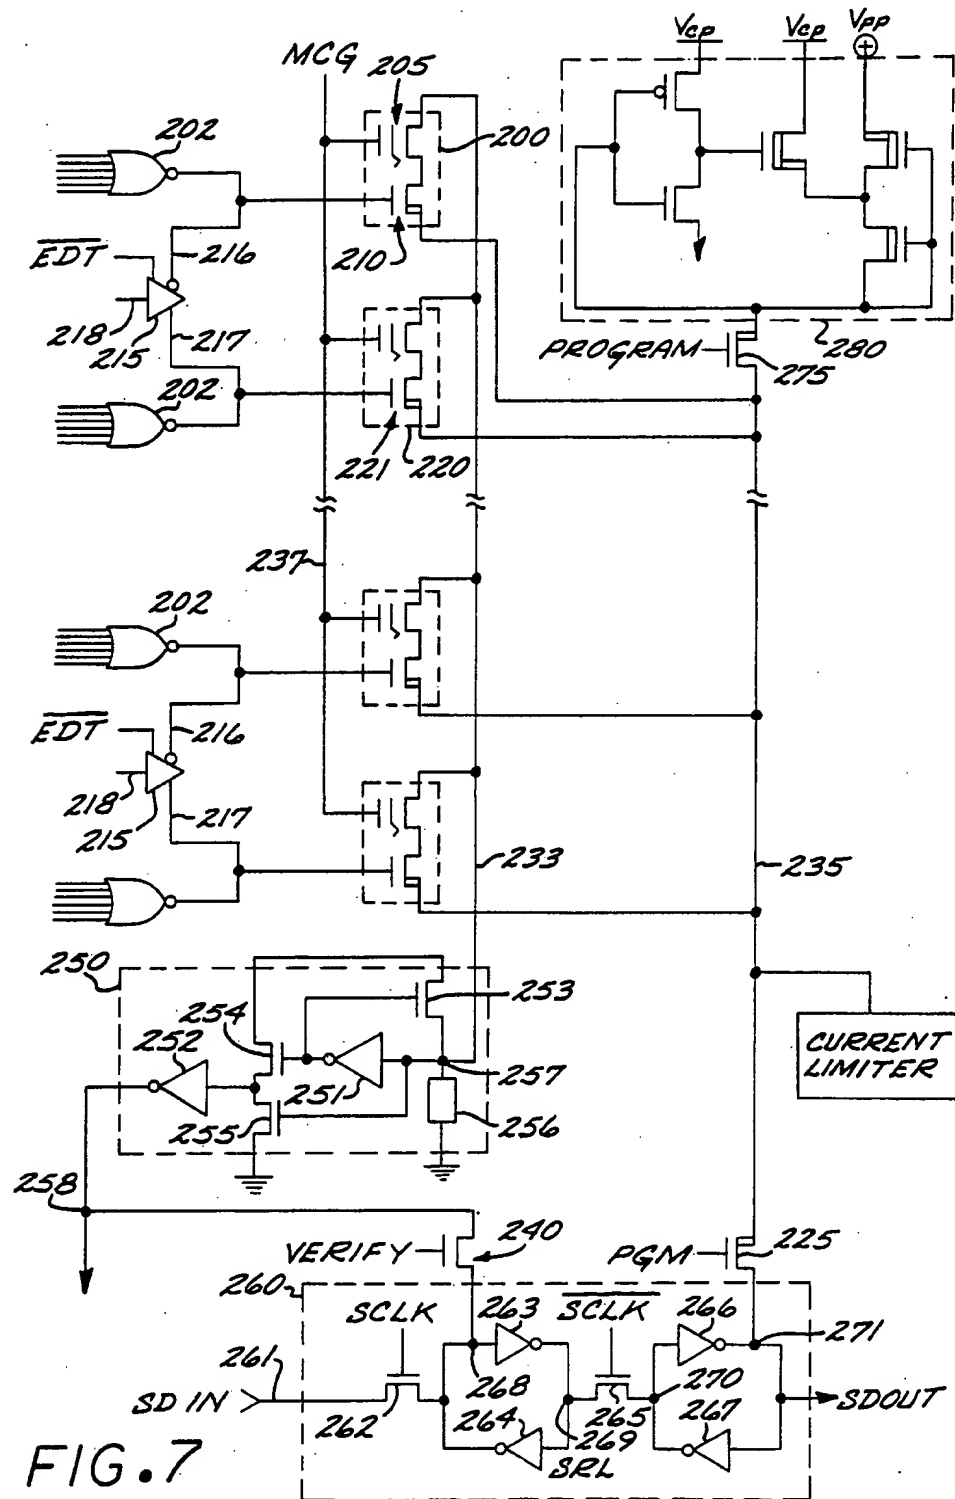 Vcp
Vcp
Vpp
+
MCG
205
202
200
EDT
216
210
218
215
217
PROGRAM
280
275
202
221
220
237
202
EDT
216
218
215
217
233
235
250
254
253
252
251
257
255
256
CURRENT
LIMITER
258
VERIFY
240
PGM
225
260
SCLK
263
SCLK
266
271
261
268
270
SD IN
SDOUT
262
264
265
269
267
SRL
FIG.7